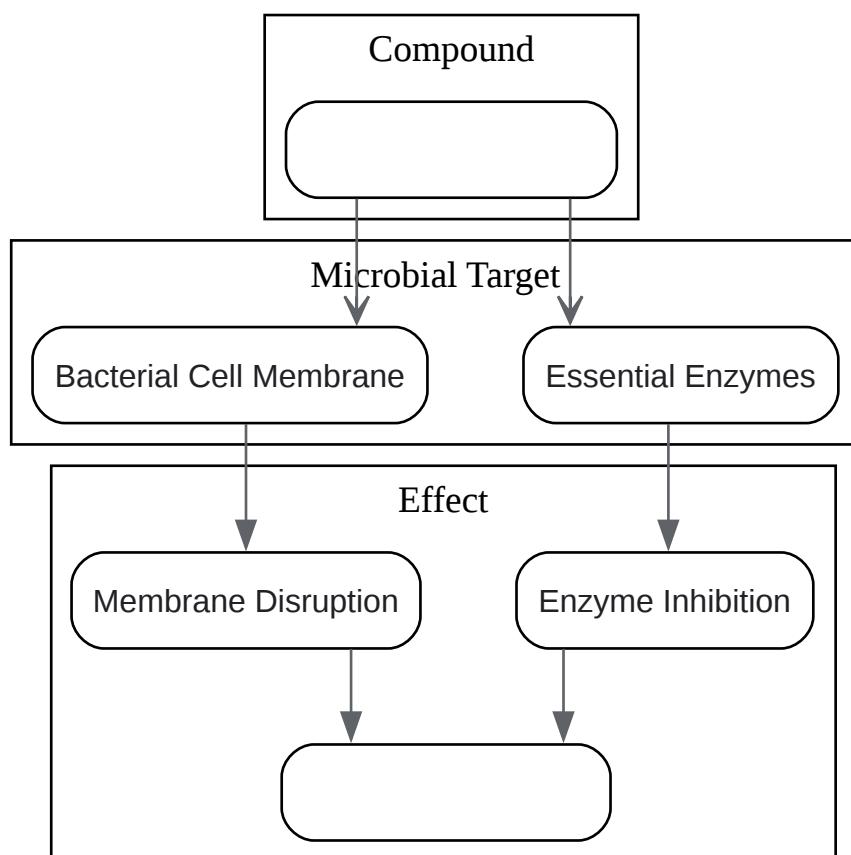 Compound
Microbial Target
Bacterial Cell Membrane
Essential Enzymes
Effect
Membrane Disruption
Enzyme Inhibition